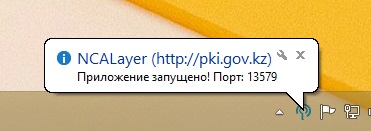 NCALayer (http://pki.gov.kz)
Приложение запущено! Порт: 13579